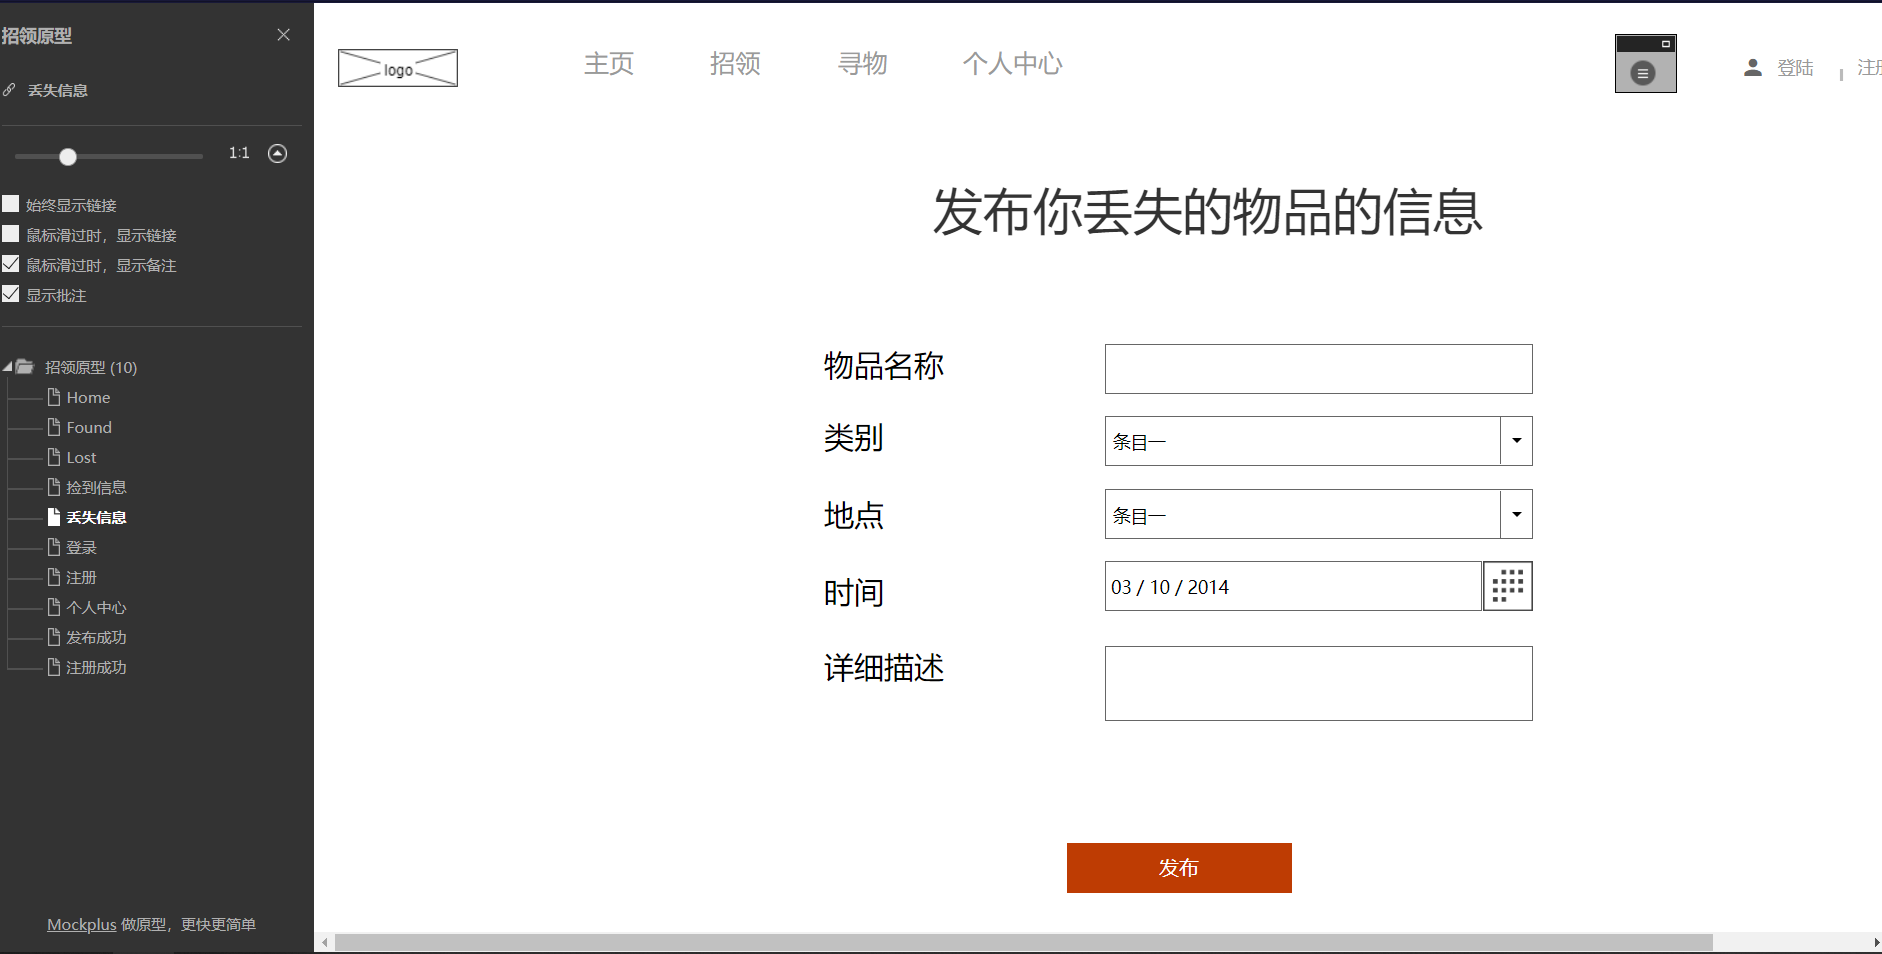 招领原型
丢失信息
1:1
始终显示链接
鼠标滑过时，显示链接
鼠标滑过时，显示备注
显示批注
招领原型 (10)
Home
Found
Lost
捡到信息
丢失信息
登录
注册
个人中心
发布成功
注册成功
Mockplus 做原型，更快更简单
logo
主页
招领
寻物
个人中心
登陆
注册
发布你丢失的物品的信息
物品名称
类别
条目一
地点
条目一
时间
03 / 10 / 2014
详细描述
发布